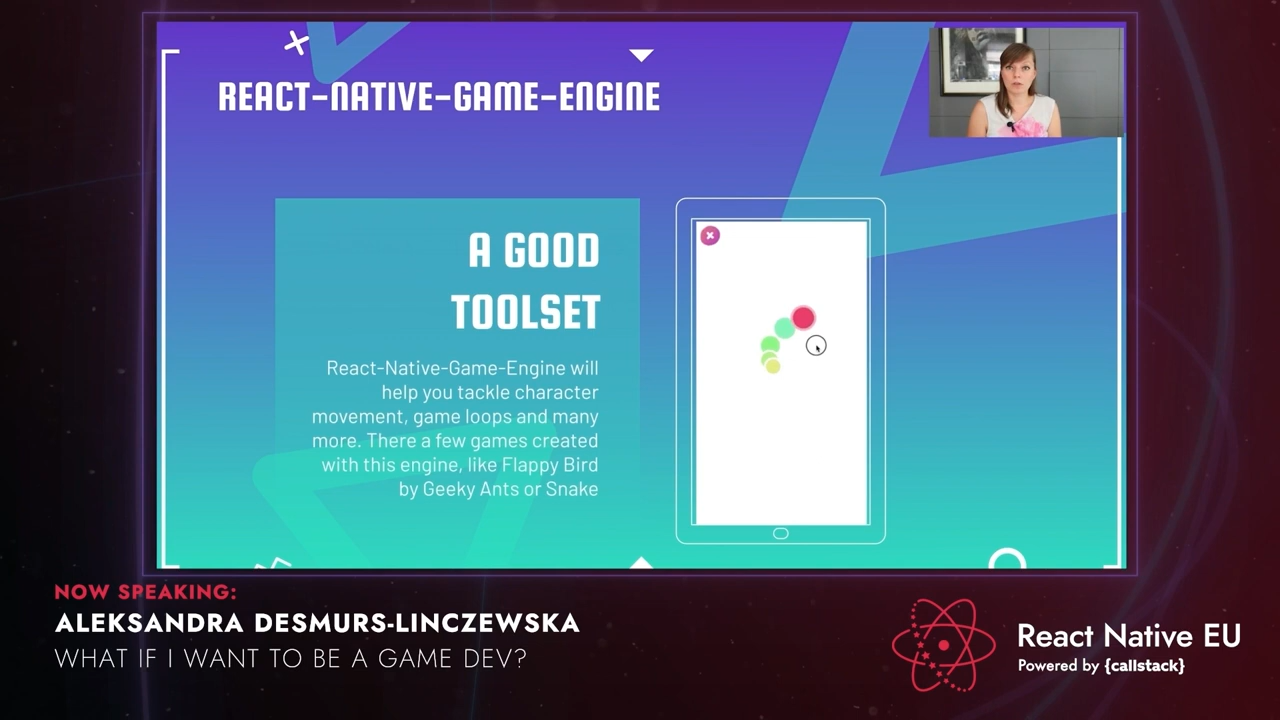 REACT-NATIVE-GAME-ENGINE
A GOOD
TOOLSET
React-Native-Game-Engine will
help you tackle character
movement, game loops and many
more. There a few games created
with this engine, like Flappy Bird
by Geeky Ants or Snake
NOW SPEAKING:
ALEKSANDRA DESMURS-LINCZEWSKA
WHAT IF I WANT TO BE A GAME DEV?
React Native EU
Powered by {callstack}